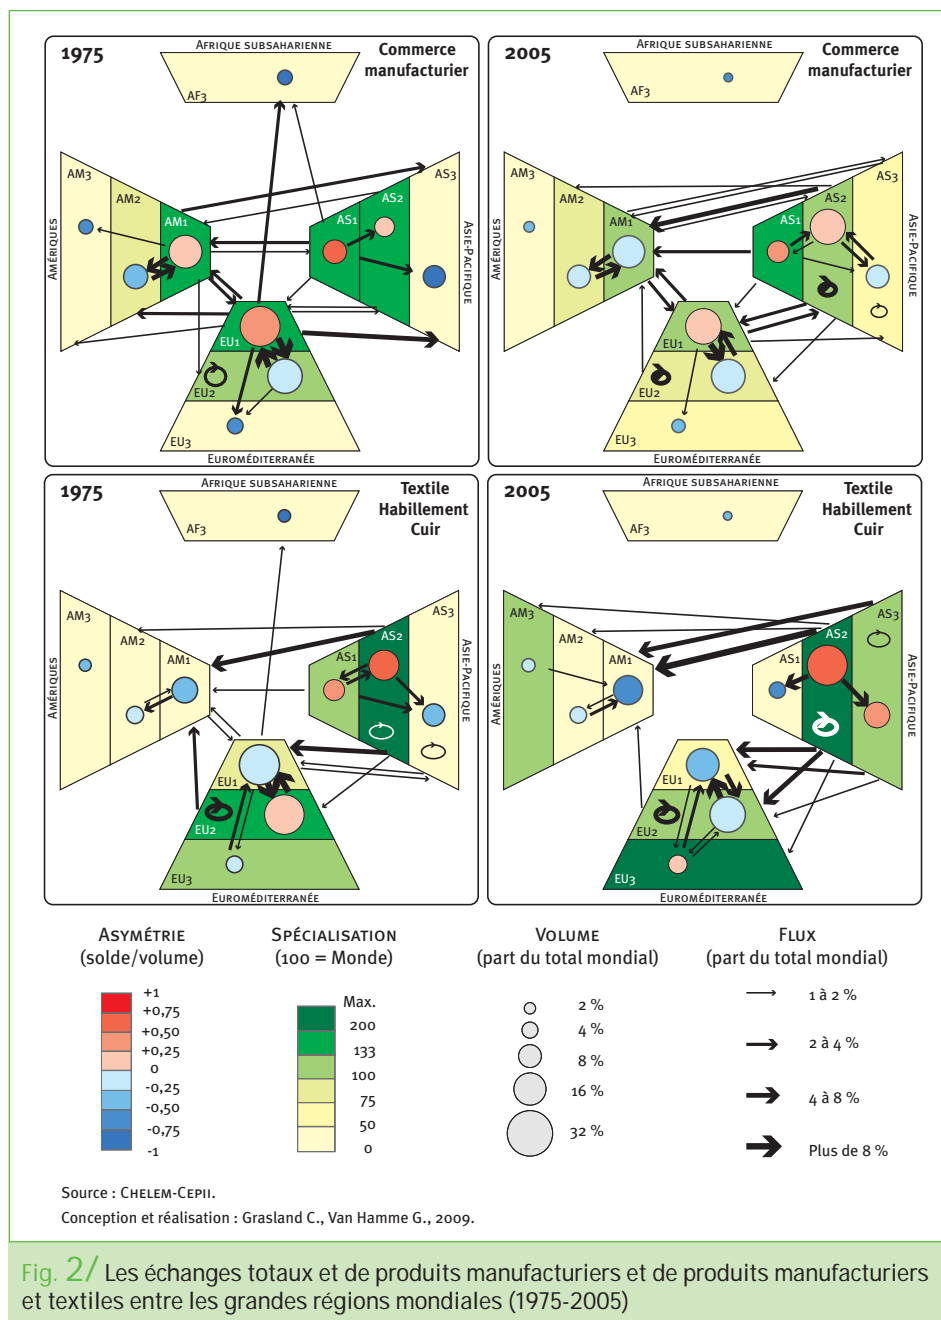 1975
Afrique subsaharienne
Commerce
manufacturier
AF3
AM3
AM2
AM1
AS1
AS2
AS3
Amériques
Asie-Pacifique
EU1
EU2
EU3
Euroméditerranée
2005
Afrique subsaharienne
Commerce
manufacturier
AF3
AM3
AM2
AM1
AS1
AS2
AS3
Amériques
Asie-Pacifique
EU1
EU2
EU3
Euroméditerranée
1975
Afrique subsaharienne
Textile
Habillement
Cuir
AF3
AM3
AM2
AM1
AS1
AS2
AS3
Amériques
Asie-Pacifique
EU1
EU2
EU3
Euroméditerranée
2005
Afrique subsaharienne
Textile
Habillement
Cuir
AF3
AM3
AM2
AM1
AS1
AS2
AS3
Amériques
Asie-Pacifique
EU1
EU2
EU3
Euroméditerranée
Asymétrie
(solde/volume)
+1
+0,75
+0,50
+0,25
0
-0,25
-0,50
-0,75
-1
Spécialisation
(100 = Monde)
Max.
200
133
100
75
50
0
Volume
(part du total mondial)
2 %
4 %
8 %
16 %
32 %
Flux
(part du total mondial)
1 à 2 %
2 à 4 %
4 à 8 %
Plus de 8 %
Source : Chelem-Cepii.
Conception et réalisation : Grasland C., Van Hamme G., 2009.
Fig. 2/ Les échanges totaux et de produits manufacturiers et de produits manufacturiers
et textiles entre les grandes régions mondiales (1975-2005)